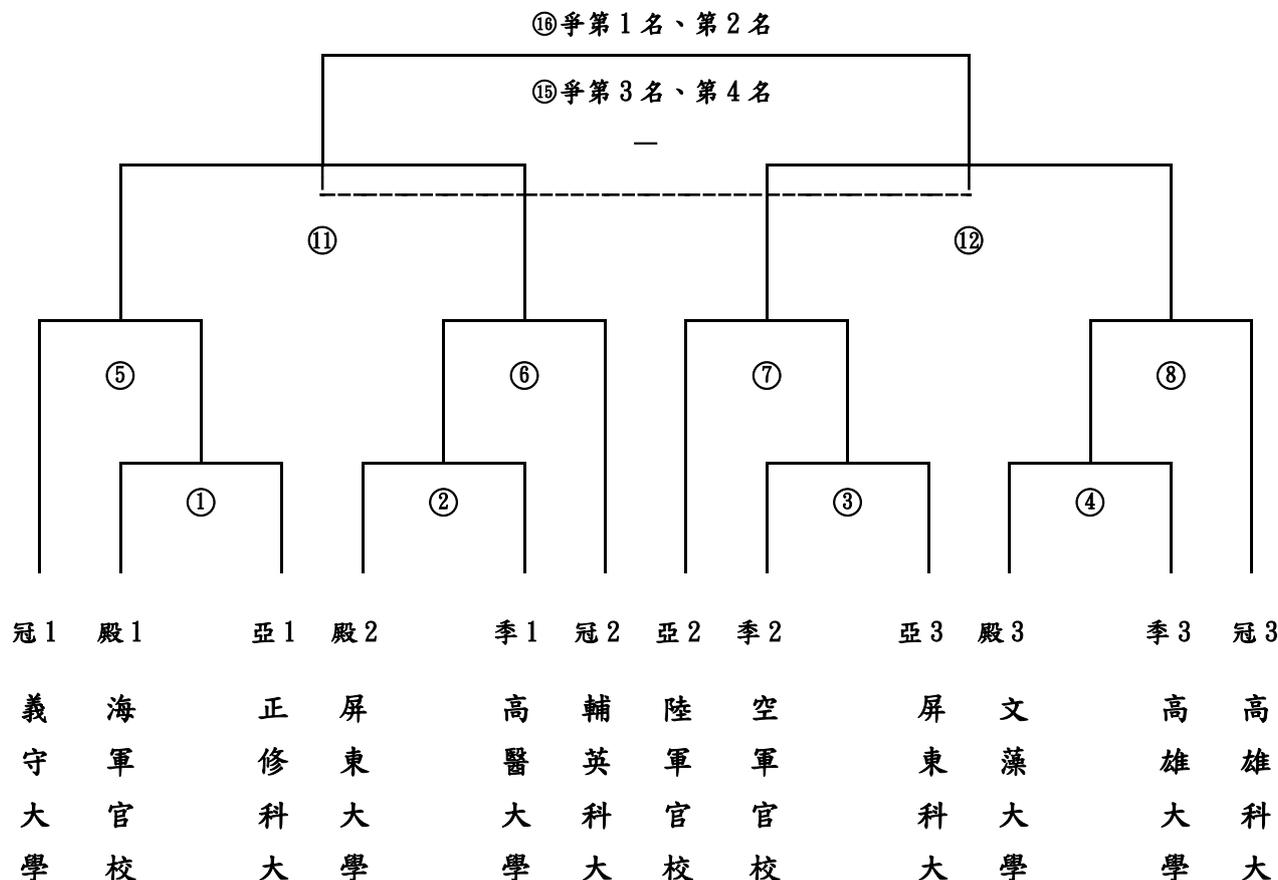 ⑯爭第1名、第2名
⑮爭第3名、第4名
⑪
⑫
⑤
⑥
⑦
⑧
①
②
③
④
冠1 殿1 亞1 殿2 季1 冠2 亞2 季2 亞3 殿3 季3 冠3
義守大學
海軍官校
正修科大
屏東大學
高醫大學
輔英科大
陸軍官校
空軍官校
屏東科大
文藻大學
高雄大學
高雄科大